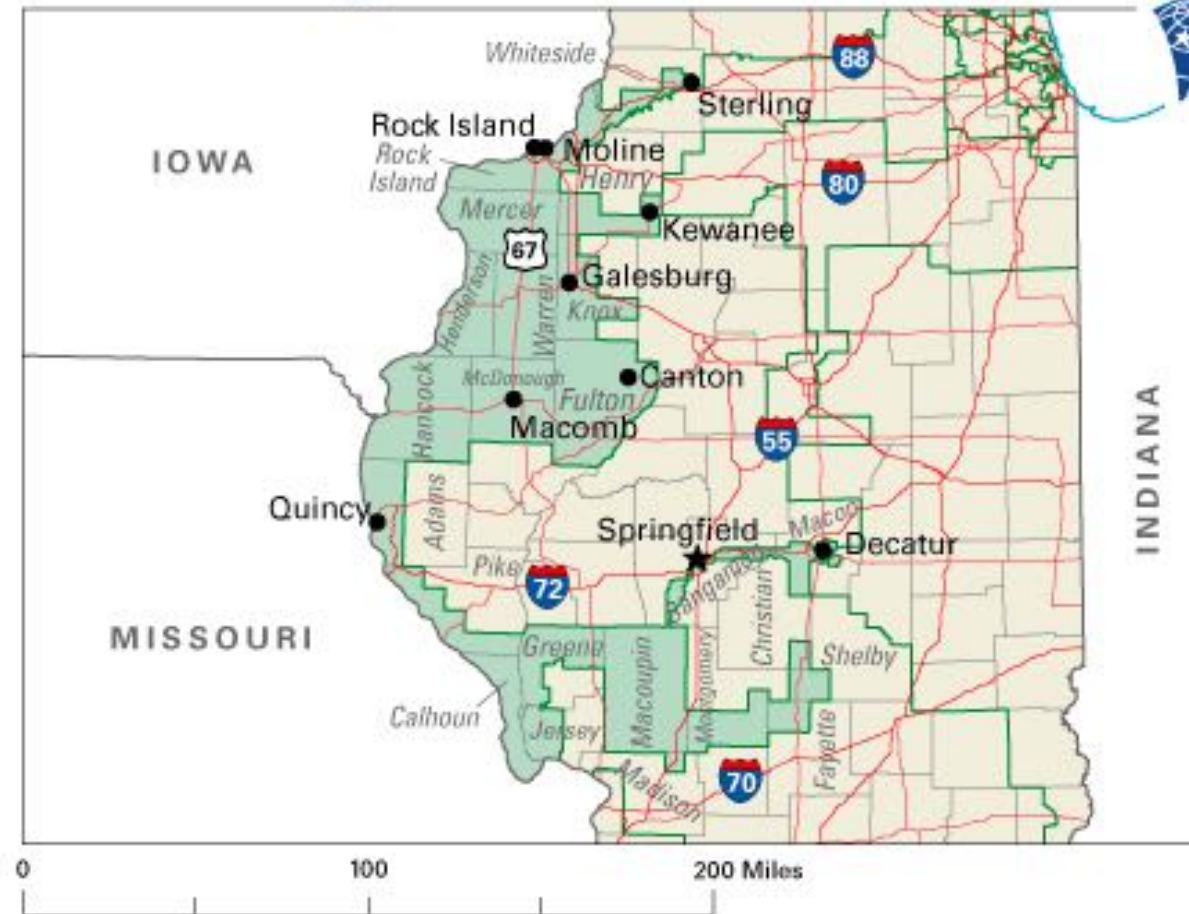 Whiteside
88
Sterling
Rock Island
Moline
IOWA
Rock
Island
Henry
80
Mercer
Kewanee
67
Galesburg
Henderson
Warren
Knox
McDonough
Canton
Hancock
Fulton
Macomb
55
INDIANA
Quincy
Adams
Springfield
Macon
Decatur
Pike
72
Sangamon
Christian
MISSOURI
Greene
Macoupin
Montgomery
Shelby
Calhoun
Jersey
Fayette
Madison
70
0
100
200 Miles